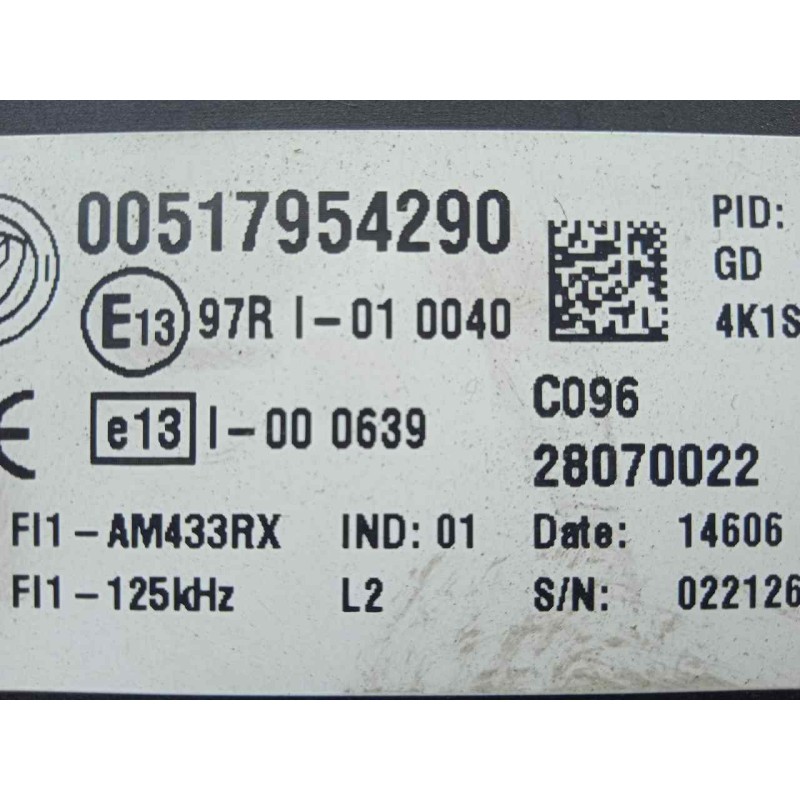 00517954290
PID:
GD
4K1S
E13 97R I-01 0040
e13 I-00 0639
C096
28070022
FI1-AM433RX IND: 01 Date: 14606
FI1-125kHz L2 S/N: 022126